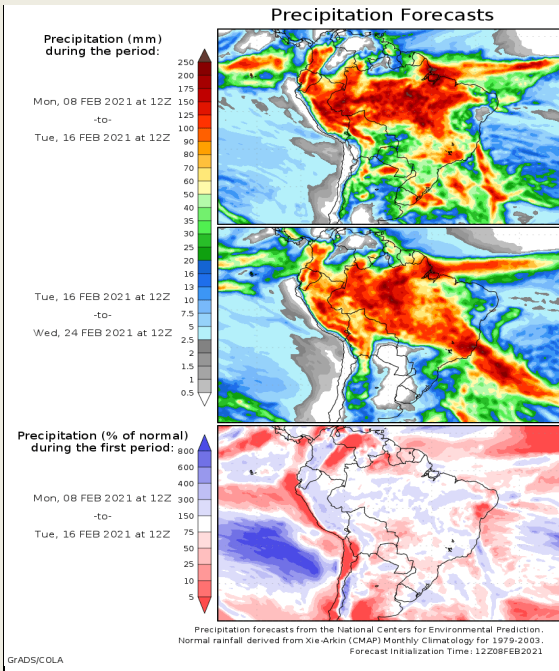 Precipitation Forecasts
Precipitation (mm)
during the period:
Mon, 08 FEB 2021 at 12Z
-to-
Tue, 16 FEB 2021 at 12Z
250
200
175
150
125
100
90
80
70
60
50
40
35
30
25
20
16
13
10
7.5
5
2.5
2
1.5
1
0.5
Tue, 16 FEB 2021 at 12Z
-to-
Wed, 24 FEB 2021 at 12Z
Precipitation (% of normal)
during the first period:
Mon, 08 FEB 2021 at 12Z
-to-
Tue, 16 FEB 2021 at 12Z
800
600
400
300
150
75
50
25
10
5
Precipitation forecasts from the National Centers for Environmental Prediction.
Normal rainfall derived from Xie-Arkin (CMAP) Monthly Climatology for 1979-2003.
Forecast Initialization Time: 12Z08FEB2021
GrADS/COLA